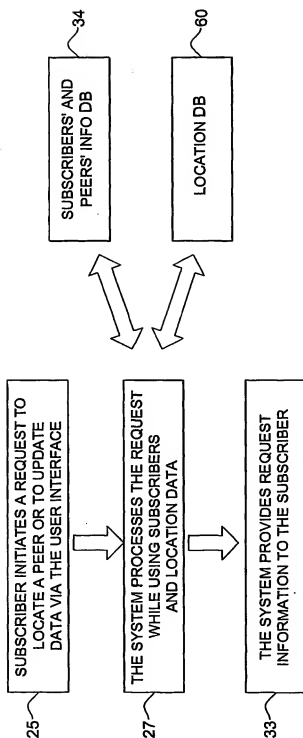 25
SUBSCRIBER INITIATES A REQUEST TO
LOCATE A PEER OR TO UPDATE
DATA VIA THE USER INTERFACE
27
THE SYSTEM PROCESSES THE REQUEST
WHILE USING SUBSCRIBERS
AND LOCATION DATA
33
THE SYSTEM PROVIDES REQUEST
INFORMATION TO THE SUBSCRIBER
34
SUBSCRIBERS' AND
PEERS' INFO DB
60
LOCATION DB